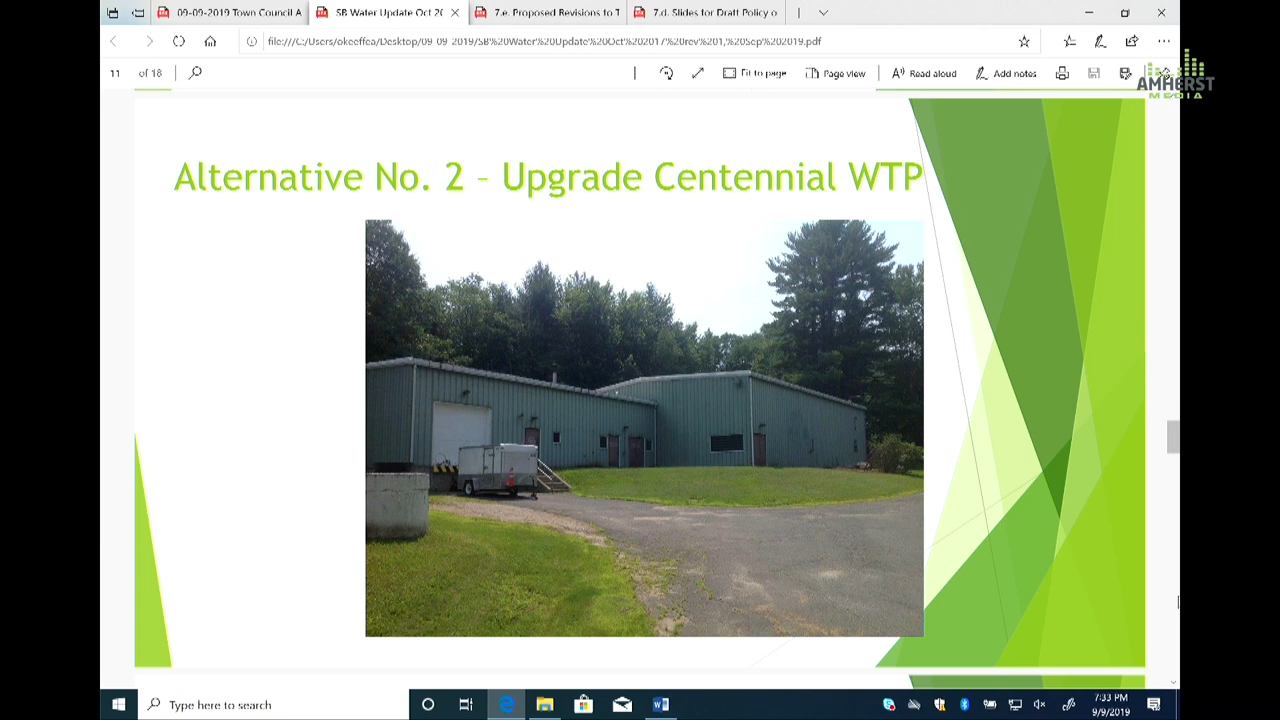 09-09-2019 Town Council A
SB Water Update Oct 20
7.e. Proposed Revisions to T
7.d. Slides for Draft Policy o
file:///C:/Users/okeeffea/Desktop/09-09-2019/SB%20Water%20Update%20Oct%202017%20rev%201,%20Sep%202019.pdf
11 of 18
Fit to page
Page view
Read aloud
Add notes
AMHERST
MEDIA
Alternative No. 2 – Upgrade Centennial WTP
Type here to search
7:33 PM
9/9/2019